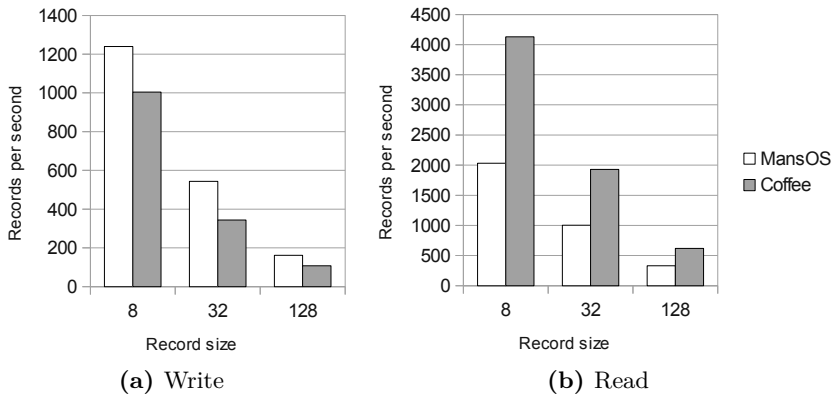 1400
1200
1000
800
600
400
200
0
Records per second
8 32 128
Record size
(a) Write
4500
4000
3500
3000
2500
2000
1500
1000
500
0
Records per second
8 32 128
Record size
(b) Read
MansOS
Coffee